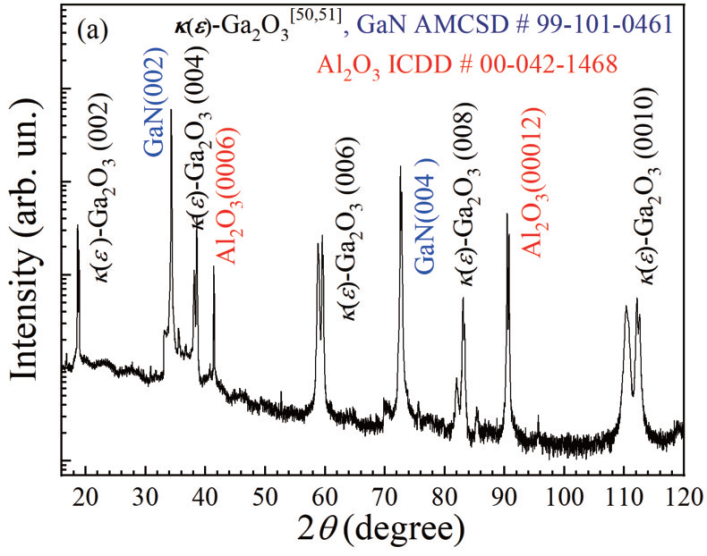 (a) κ(ε)-Ga₂O₃[50,51], GaN AMCSD # 99-101-0461
Al₂O₃ ICDD # 00-042-1468
κ(ε)-Ga₂O₃ (002)
GaN(002)
κ(ε)-Ga₂O₃ (004)
Al₂O₃(0006)
κ(ε)-Ga₂O₃ (006)
GaN(004 )
κ(ε)-Ga₂O₃ (008)
Al₂O₃(00012)
κ(ε)-Ga₂O₃ (0010)
Intensity (arb. un.)
20 30 40 50 60 70 80 90 100 110 120
2θ (degree)